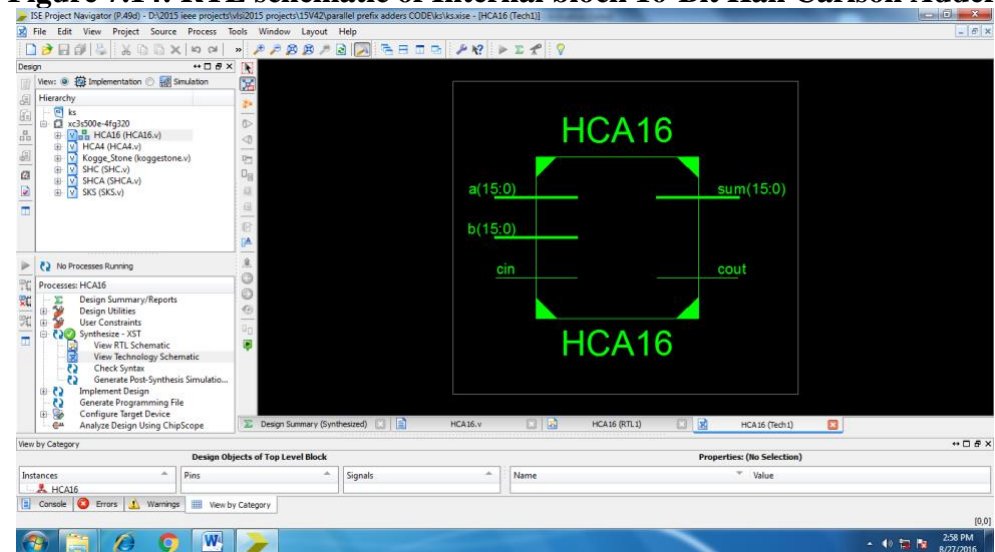 Figure 7.14: RTL schematic of Internal block 16-Bit Han-Carlson Adder
ISE Project Navigator (P.49d) - D:\2015 ieee projects\vlsi2015 projects\15V42\parallel prefix adders CODE\ks\ks.xise - [HCA16 (Tech1)]
File Edit View Project Source Process Tools Window Layout Help
Design
View: Implementation Simulation
Hierarchy
ks
xc3s500e-4fg320
HCA16 (HCA16.v)
HCA4 (HCA4.v)
Kogge_Stone (koggestone.v)
SHC (SHC.v)
SHCA (SHCA.v)
SKS (SKS.v)
No Processes Running
Processes: HCA16
Design Summary/Reports
Design Utilities
User Constraints
Synthesize - XST
View RTL Schematic
View Technology Schematic
Check Syntax
Generate Post-Synthesis Simulatio...
Implement Design
Generate Programming File
Configure Target Device
Analyze Design Using ChipScope
HCA16
a(15:0)
sum(15:0)
b(15:0)
cin
cout
HCA16
Design Summary (Synthesized) HCA16.v HCA16 (RTL1) HCA16 (Tech1)
View by Category
Design Objects of Top Level Block Properties: (No Selection)
Instances Pins Signals Name Value
HCA16
Console Errors Warnings View by Category
[0,0]
2:58 PM
8/27/2016